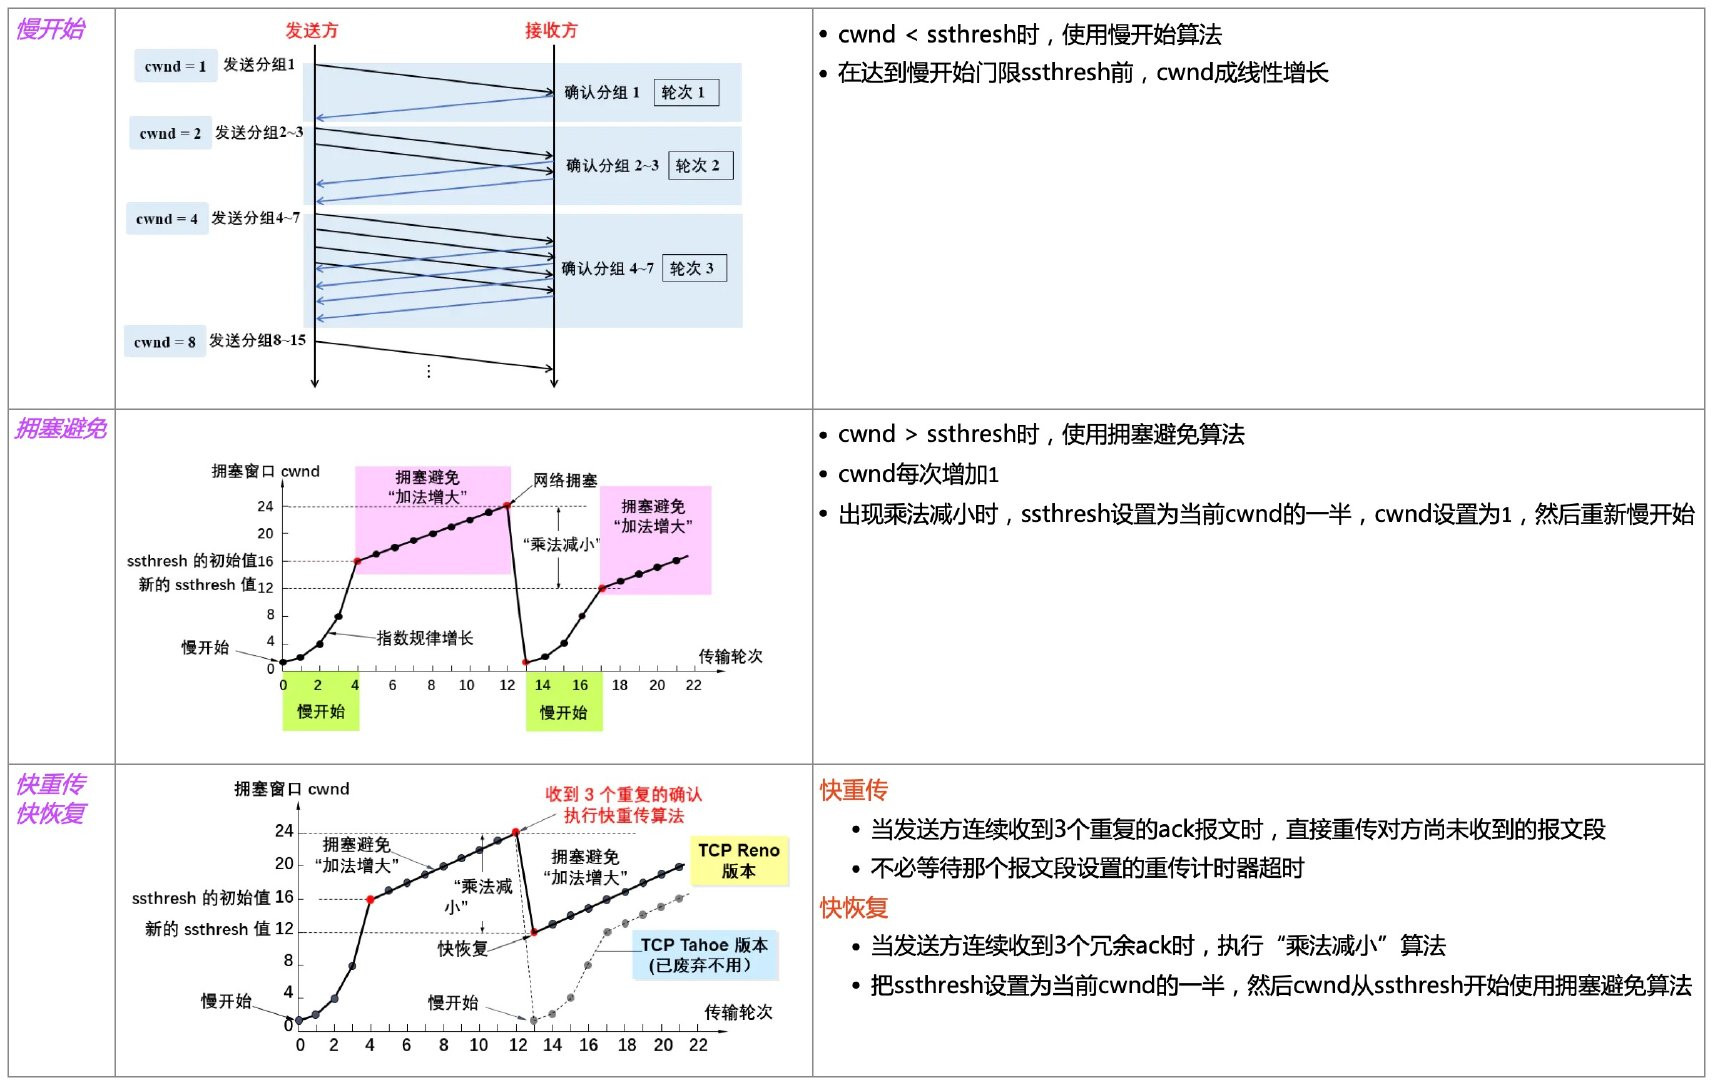 慢开始
发送方
接收方
cwnd = 1 发送分组1
确认分组 1 轮次 1
cwnd = 2 发送分组2~3
确认分组 2~3 轮次 2
cwnd = 4 发送分组4~7
确认分组 4~7 轮次 3
cwnd = 8 发送分组8~15
⋮
• cwnd < ssthresh时，使用慢开始算法
• 在达到慢开始门限ssthresh前，cwnd成线性增长
拥塞避免
拥塞窗口 cwnd
拥塞避免
“加法增大”
网络拥塞
拥塞避免
“加法增大”
“乘法减小”
24
20
ssthresh 的初始值16
新的 ssthresh 值 12
8
4
0
指数规律增长
慢开始
传输轮次
0 2 4 6 8 10 12 14 16 18 20 22
慢开始
慢开始
• cwnd > ssthresh时，使用拥塞避免算法
• cwnd每次增加1
• 出现乘法减小时，ssthresh设置为当前cwnd的一半，cwnd设置为1，然后重新慢开始
快重传
快恢复
拥塞窗口 cwnd
收到 3 个重复的确认
执行快重传算法
24
20
ssthresh 的初始值 16
新的 ssthresh 值 12
8
4
0
拥塞避免
“加法增大”
“乘法减
小”
拥塞避免
“加法增大”
TCP Reno
版本
快恢复
TCP Tahoe 版本
(已废弃不用）
慢开始
慢开始
传输轮次
0 2 4 6 8 10 12 14 16 18 20 22
快重传
• 当发送方连续收到3个重复的ack报文时，直接重传对方尚未收到的报文段
• 不必等待那个报文段设置的重传计时器超时
快恢复
• 当发送方连续收到3个冗余ack时，执行“乘法减小”算法
• 把ssthresh设置为当前cwnd的一半，然后cwnd从ssthresh开始使用拥塞避免算法